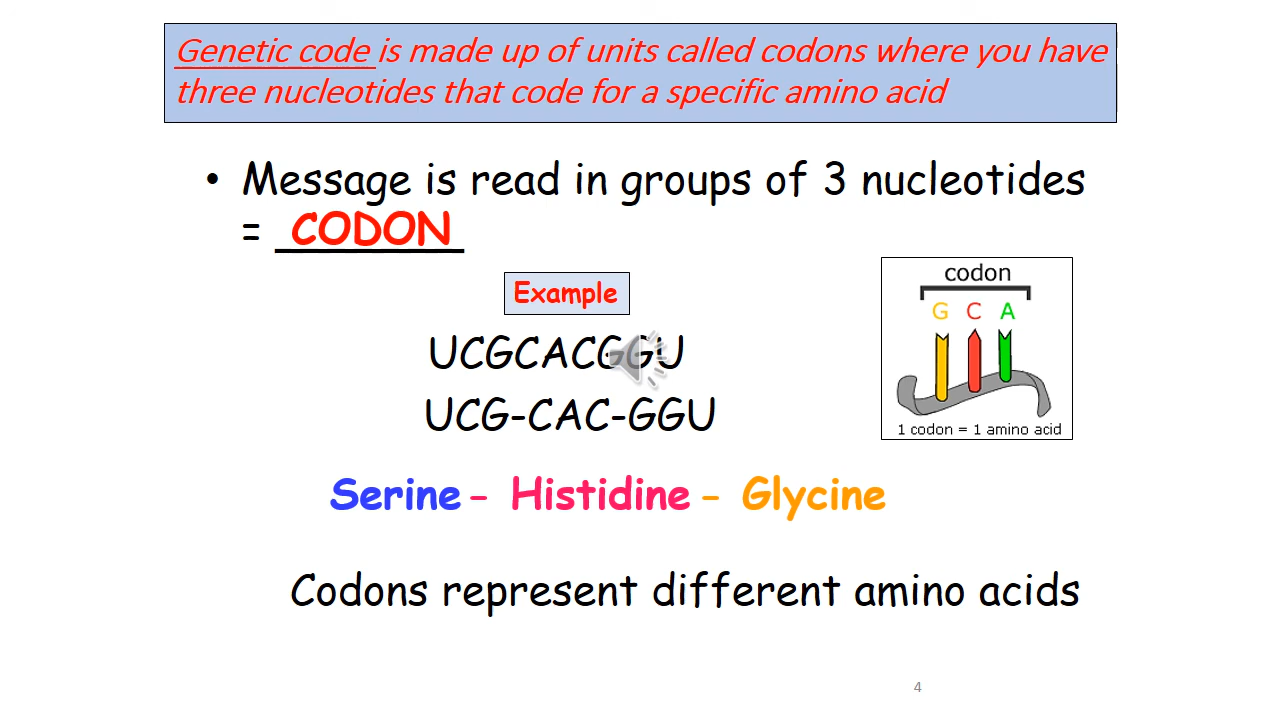 Genetic code is made up of units called codons where you have
three nucleotides that code for a specific amino acid
• Message is read in groups of 3 nucleotides
= CODON
Example
UCGCACGGU
UCG-CAC-GGU
Serine - Histidine - Glycine
Codons represent different amino acids
codon
G C A
1 codon = 1 amino acid
4